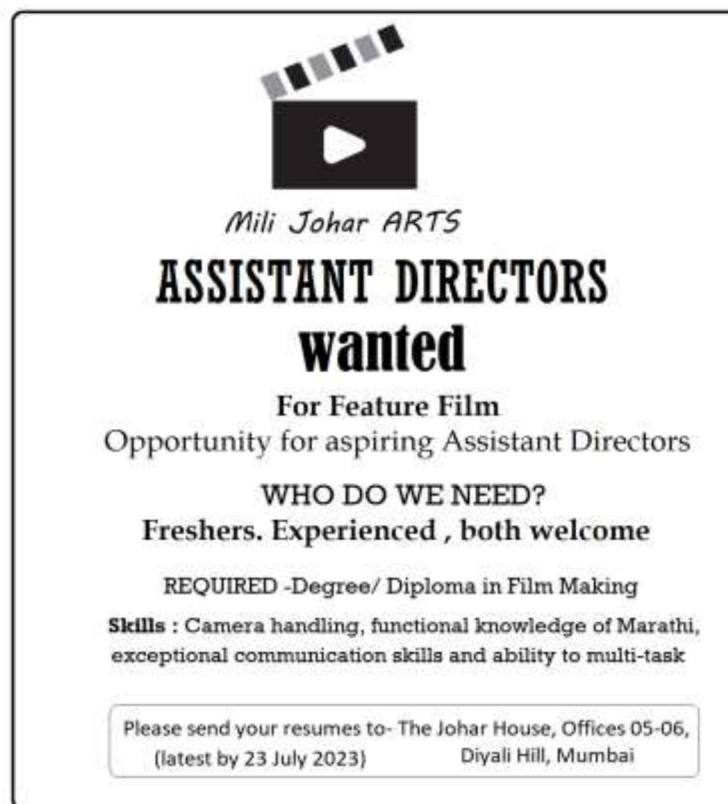 Mili Johar ARTS
ASSISTANT DIRECTORS
wanted
For Feature Film
Opportunity for aspiring Assistant Directors
WHO DO WE NEED?
Freshers. Experienced , both welcome
REQUIRED -Degree/ Diploma in Film Making
Skills : Camera handling, functional knowledge of Marathi,
exceptional communication skills and ability to multi-task
Please send your resumes to- The Johar House, Offices 05-06,
(latest by 23 July 2023) Diyali Hill, Mumbai